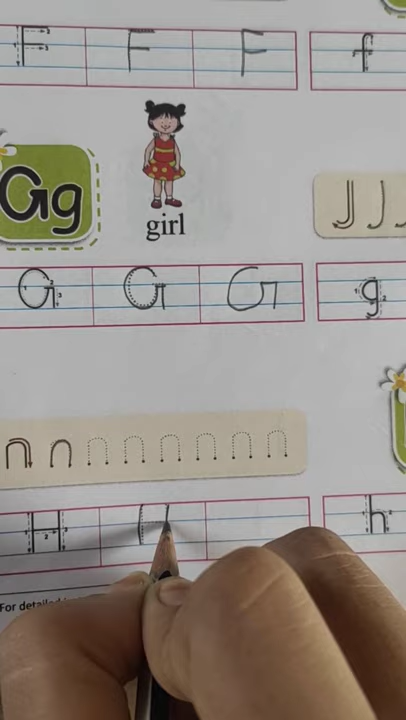 F F F f
Gg
girl
G G G g
H H h
For detailed